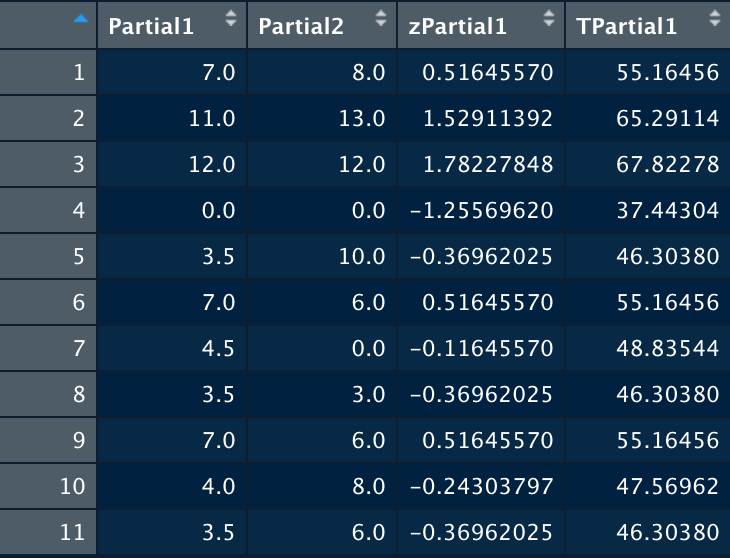 Partial1 Partial2 zPartial1 TPartial1
1 7.0 8.0 0.51645570 55.16456
2 11.0 13.0 1.52911392 65.29114
3 12.0 12.0 1.78227848 67.82278
4 0.0 0.0 −1.25569620 37.44304
5 3.5 10.0 −0.36962025 46.30380
6 7.0 6.0 0.51645570 55.16456
7 4.5 0.0 −0.11645570 48.83544
8 3.5 3.0 −0.36962025 46.30380
9 7.0 6.0 0.51645570 55.16456
10 4.0 8.0 −0.24303797 47.56962
11 3.5 6.0 −0.36962025 46.30380